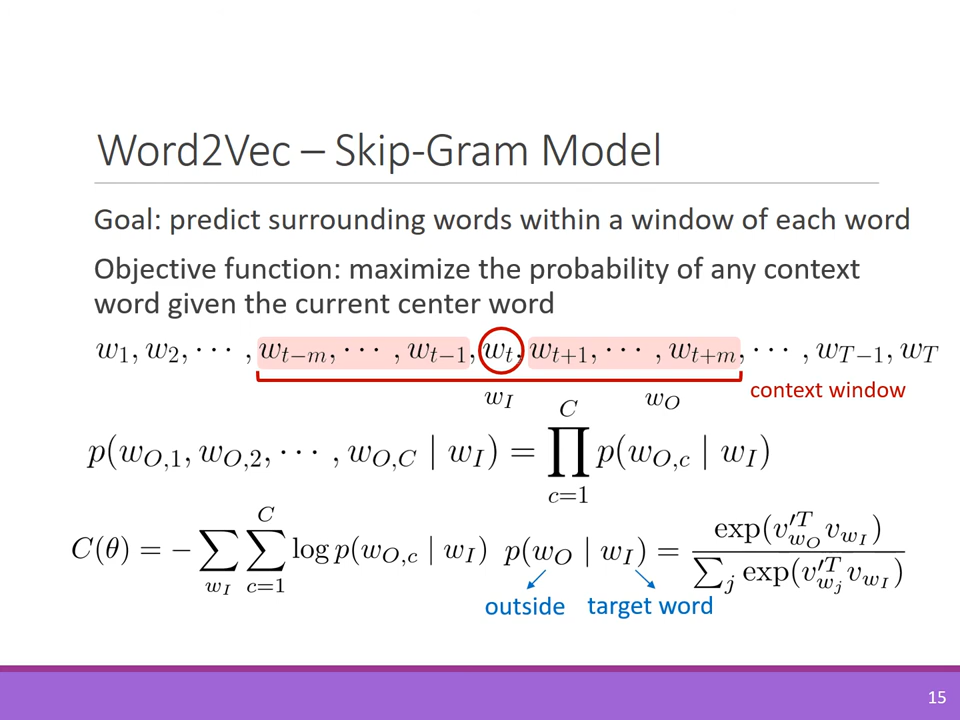 Word2Vec – Skip-Gram Model
Goal: predict surrounding words within a window of each word
Objective function: maximize the probability of any context
word given the current center word
w_1, w_2, ⋯ , w_{t−m}, ⋯ , w_{t−1}, w_t, w_{t+1}, ⋯ , w_{t+m}, ⋯ , w_{T−1}, w_T
w_I w_O context window
p(w_{O,1}, w_{O,2}, ⋯ , w_{O,C} | w_I) = ∏_{c=1}^{C} p(w_{O,c} | w_I)
C(θ) = − ∑_{w_I} ∑_{c=1}^{C} log p(w_{O,c} | w_I) p(w_O | w_I) = exp(v′^T_{w_O} v_{w_I}) / ∑_j exp(v′^T_{w_j} v_{w_I})
outside target word
15